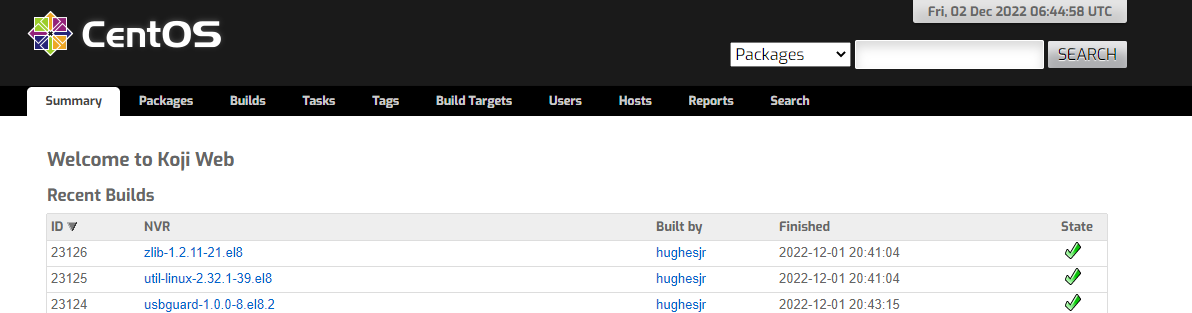 Fri, 02 Dec 2022 06:44:58 UTC
CentOS
Packages SEARCH
Summary Packages Builds Tasks Tags Build Targets Users Hosts Reports Search
Welcome to Koji Web
Recent Builds
ID NVR Built by Finished State
23126 zlib-1.2.11-21.el8 hughesjr 2022-12-01 20:41:04
23125 util-linux-2.32.1-39.el8 hughesjr 2022-12-01 20:41:04
23124 usbguard-1.0.0-8.el8.2 hughesjr 2022-12-01 20:43:15